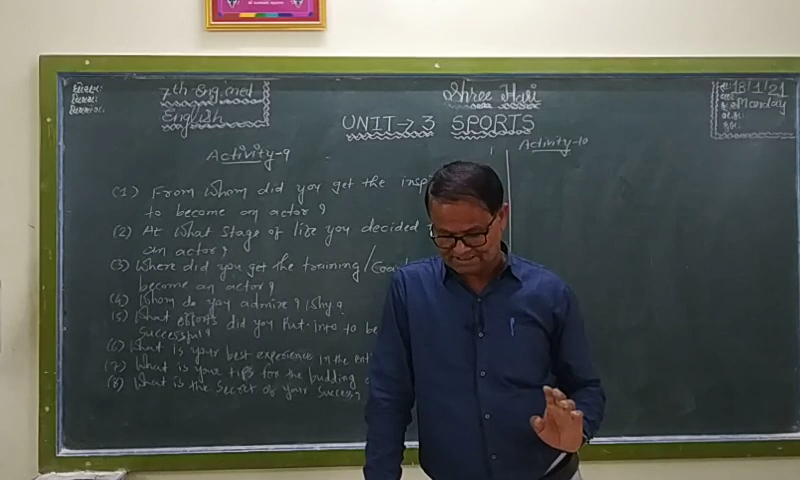 7th Eng.med
English
Shree Hari
18/1/21
Monday
UNIT→3 SPORTS
Activity-9
Activity-10
(1) From whom did you get the
to become an actor?
(2) At what stage of life you decided
an actor?
(3) Where did you get the training/
become an actor?
(4) Whom do you admire? Why?
(5) What efforts did you put into to be
successful?
(6) What is your best experience in the
(7) What is your tips for the budding
(8) What is the secret of your success?